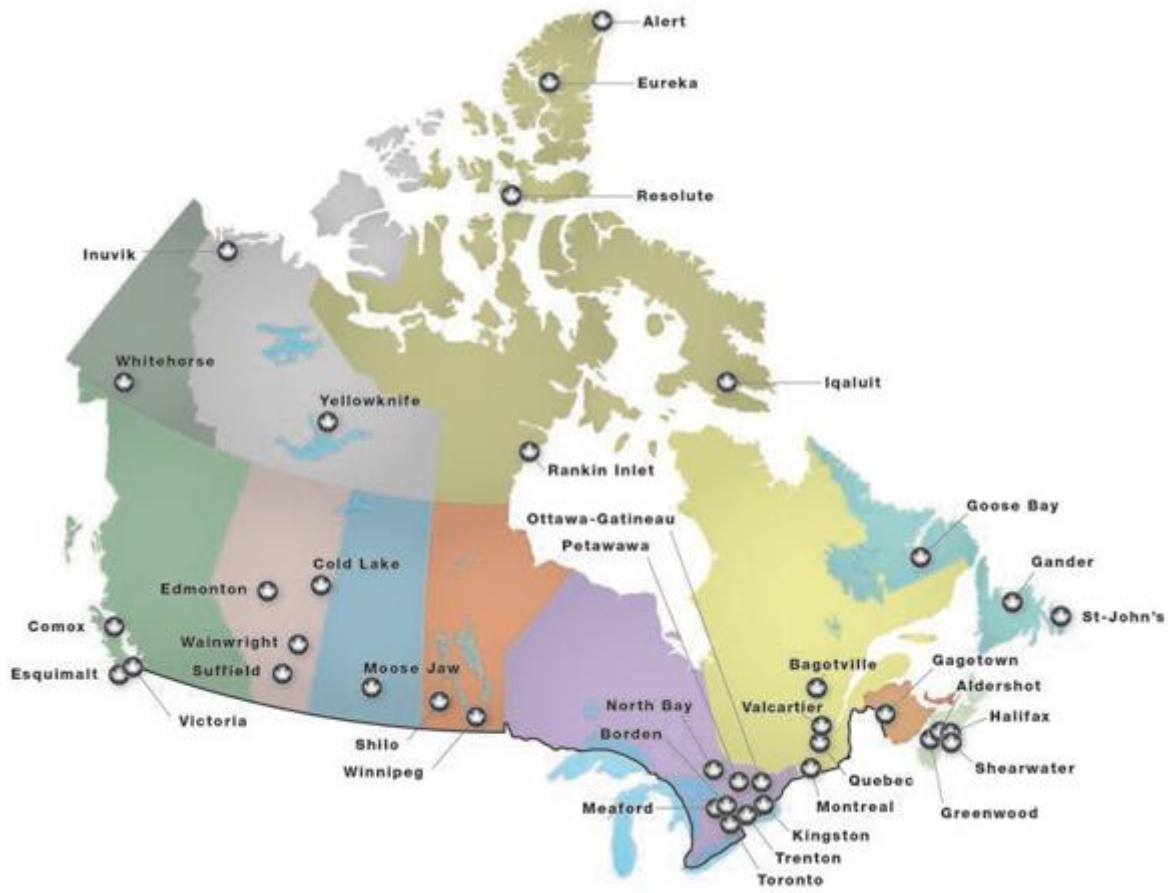 Alert
Eureka
Resolute
Inuvik
Whitehorse
Iqaluit
Yellowknife
Rankin Inlet
Ottawa-Gatineau
Petawawa
Goose Bay
Gander
St-John's
Cold Lake
Edmonton
Comox
Wainwright
Suffield
Esquimalt
Victoria
Moose Jaw
Shilo
Winnipeg
Bagotville
Gagetown
Aldershot
North Bay
Valcartier
Halifax
Borden
Shearwater
Quebec
Meaford
Montreal
Greenwood
Kingston
Trenton
Toronto